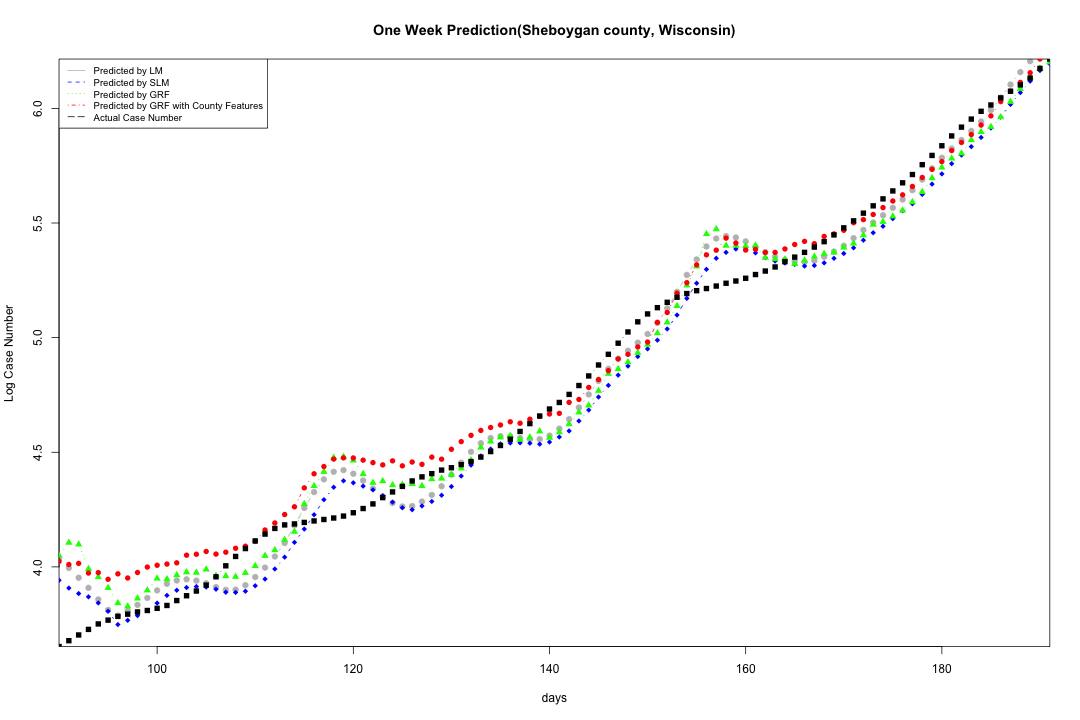 One Week Prediction(Sheboygan county, Wisconsin)
Predicted by LM
Predicted by SLM
Predicted by GRF
Predicted by GRF with County Features
Actual Case Number
Log Case Number
6.0
5.5
5.0
4.5
4.0
100 120 140 160 180
days